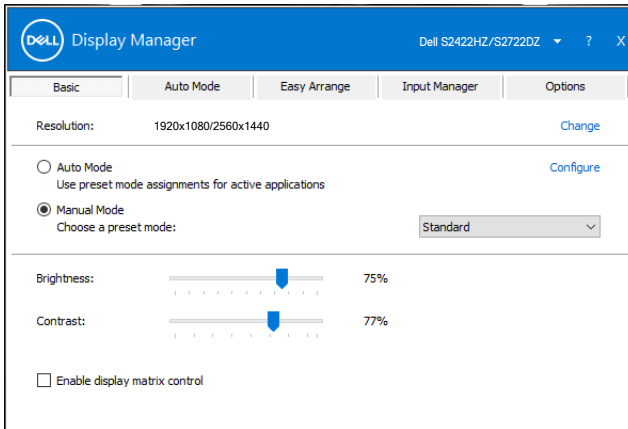 DELL Display Manager Dell S2422HZ/S2722DZ ? X
Basic Auto Mode Easy Arrange Input Manager Options
Resolution: 1920x1080/2560x1440 Change
Auto Mode Configure
Use preset mode assignments for active applications
Manual Mode
Choose a preset mode: Standard
Brightness: 75%
Contrast: 77%
Enable display matrix control